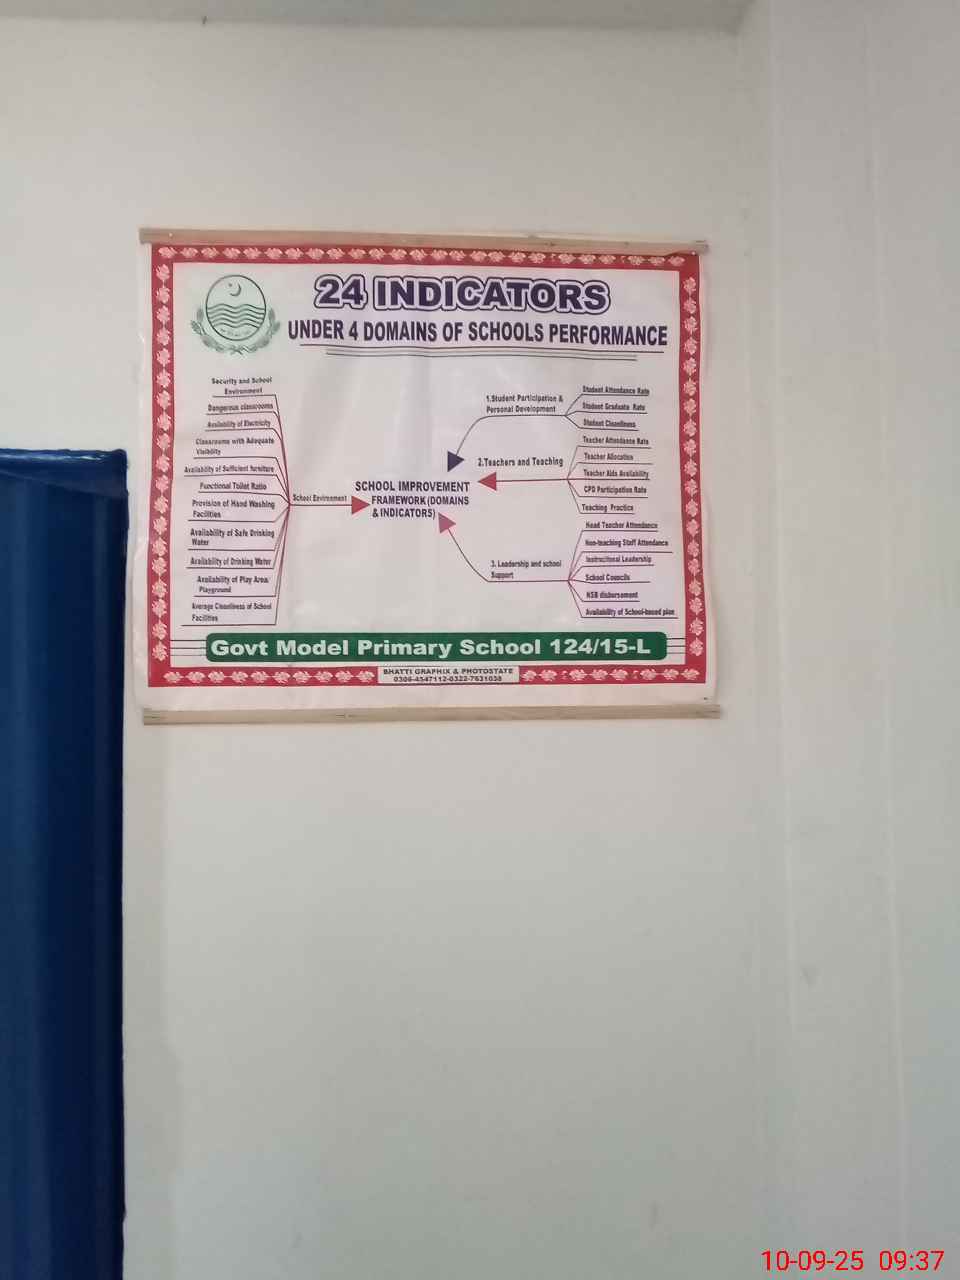 24 INDICATORS
UNDER 4 DOMAINS OF SCHOOLS PERFORMANCE
Security and School
Environment
Dangerous classrooms
Availability of Electricity
Classrooms with Adequate
Visibility
Availability of Sufficient furniture
Functional Toilet Ratio
Provision of Hand Washing
Facilities
Availability of Safe Drinking
Water
Availability of Drinking Water
Availability of Play Area/
Playground
Average Cleanliness of School
Facilities
School Environment
SCHOOL IMPROVEMENT
FRAMEWORK (DOMAINS
& INDICATORS)
1.Student Participation &
Personal Development
Student Attendance Rate
Student Graduate Rate
Student Cleanliness
2.Teachers and Teaching
Teacher Attendance Rate
Teacher Allocation
Teacher Aids Availability
CPD Participation Rate
Teaching Practice
3. Leadership and school
Support
Head Teacher Attendance
Non-teaching Staff Attendance
Instructional Leadership
School Councils
NSB disbursement
Availability of School-based plan
Govt Model Primary School 124/15-L
BHATTI GRAPHIX & PHOTOSTATE
0306-4547112-0322-7631038
10-09-25 09:37